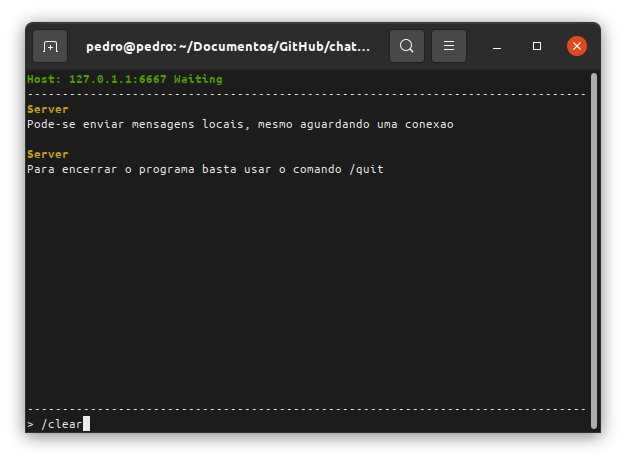 pedro@pedro: ~/Documentos/GitHub/chat...
Host: 127.0.1.1:6667 Waiting
--------------------------------------------------------------------------------
Server
Pode-se enviar mensagens locais, mesmo aguardando uma conexao
Server
Para encerrar o programa basta usar o comando /quit
--------------------------------------------------------------------------------
> /clear